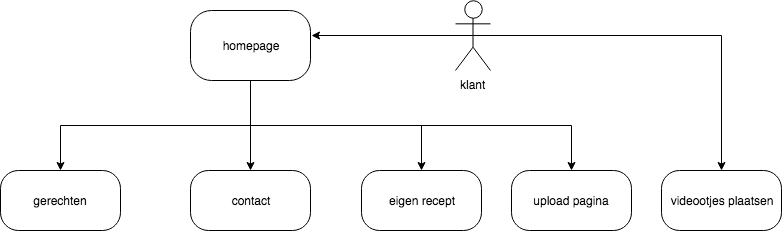 homepage
klant
gerechten
contact
eigen recept
upload pagina
videootjes plaatsen